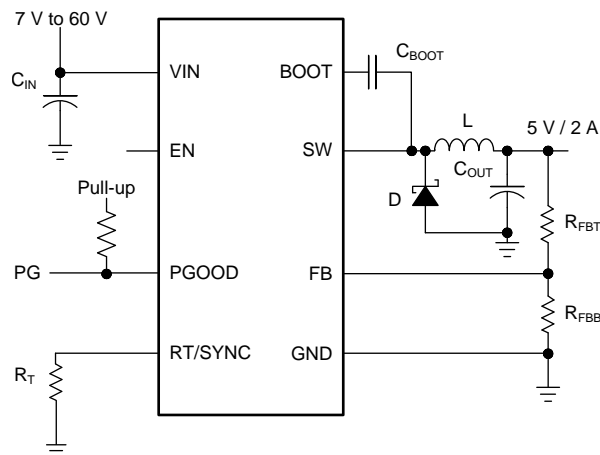 7 V to 60 V
C_IN
VIN
BOOT
C_BOOT
EN
SW
L
5 V / 2 A
Pull-up
D
C_OUT
R_FBT
PG
PGOOD
FB
R_FBB
RT/SYNC
GND
R_T